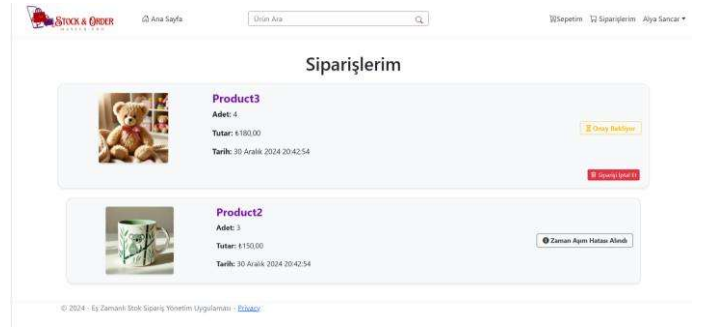 STOCK & ORDER
Ana Sayfa
Ürün Ara
Sepetim
Siparişlerim
Alya Sancar
Siparişlerim
Product3
Adet: 4
Tutar: ₺180,00
Tarih: 30 Aralık 2024 20:42:54
Onay Bekliyor
Siparişi İptal Et
Product2
Adet: 3
Tutar: ₺150,00
Tarih: 30 Aralık 2024 20:42:54
Zaman Aşım Hatası Alındı
© 2024 - Eş Zamanlı Stok Sipariş Yönetim Uygulaması - Privacy